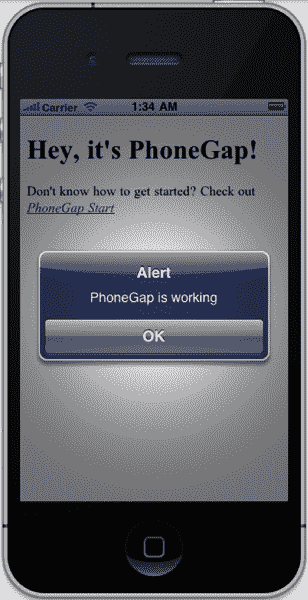 Carrier 1:34 AM
Hey, it's PhoneGap!
Don't know how to get started? Check out
PhoneGap Start
Alert
PhoneGap is working
OK